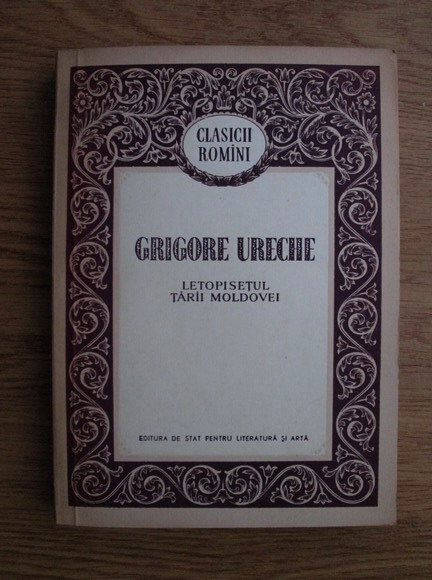 CLASICII
ROMÎNI
GRIGORE URECHE
LETOPISEȚUL
ȚĂRII MOLDOVEI
EDITURA DE STAT PENTRU LITERATURĂ ȘI ARTĂ